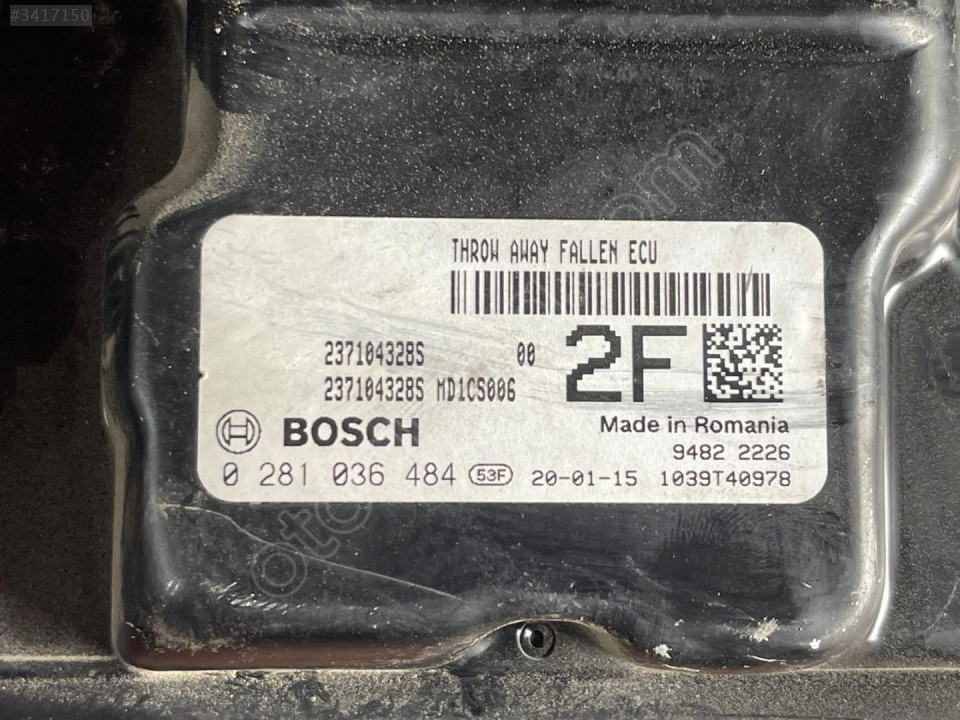 #3417150
THROW AWAY FALLEN ECU
237104328S 00 2F
237104328S MD1CS006
Made in Romania
BOSCH
9482 2226
0 281 036 484 53F 20-01-15 1039T40978